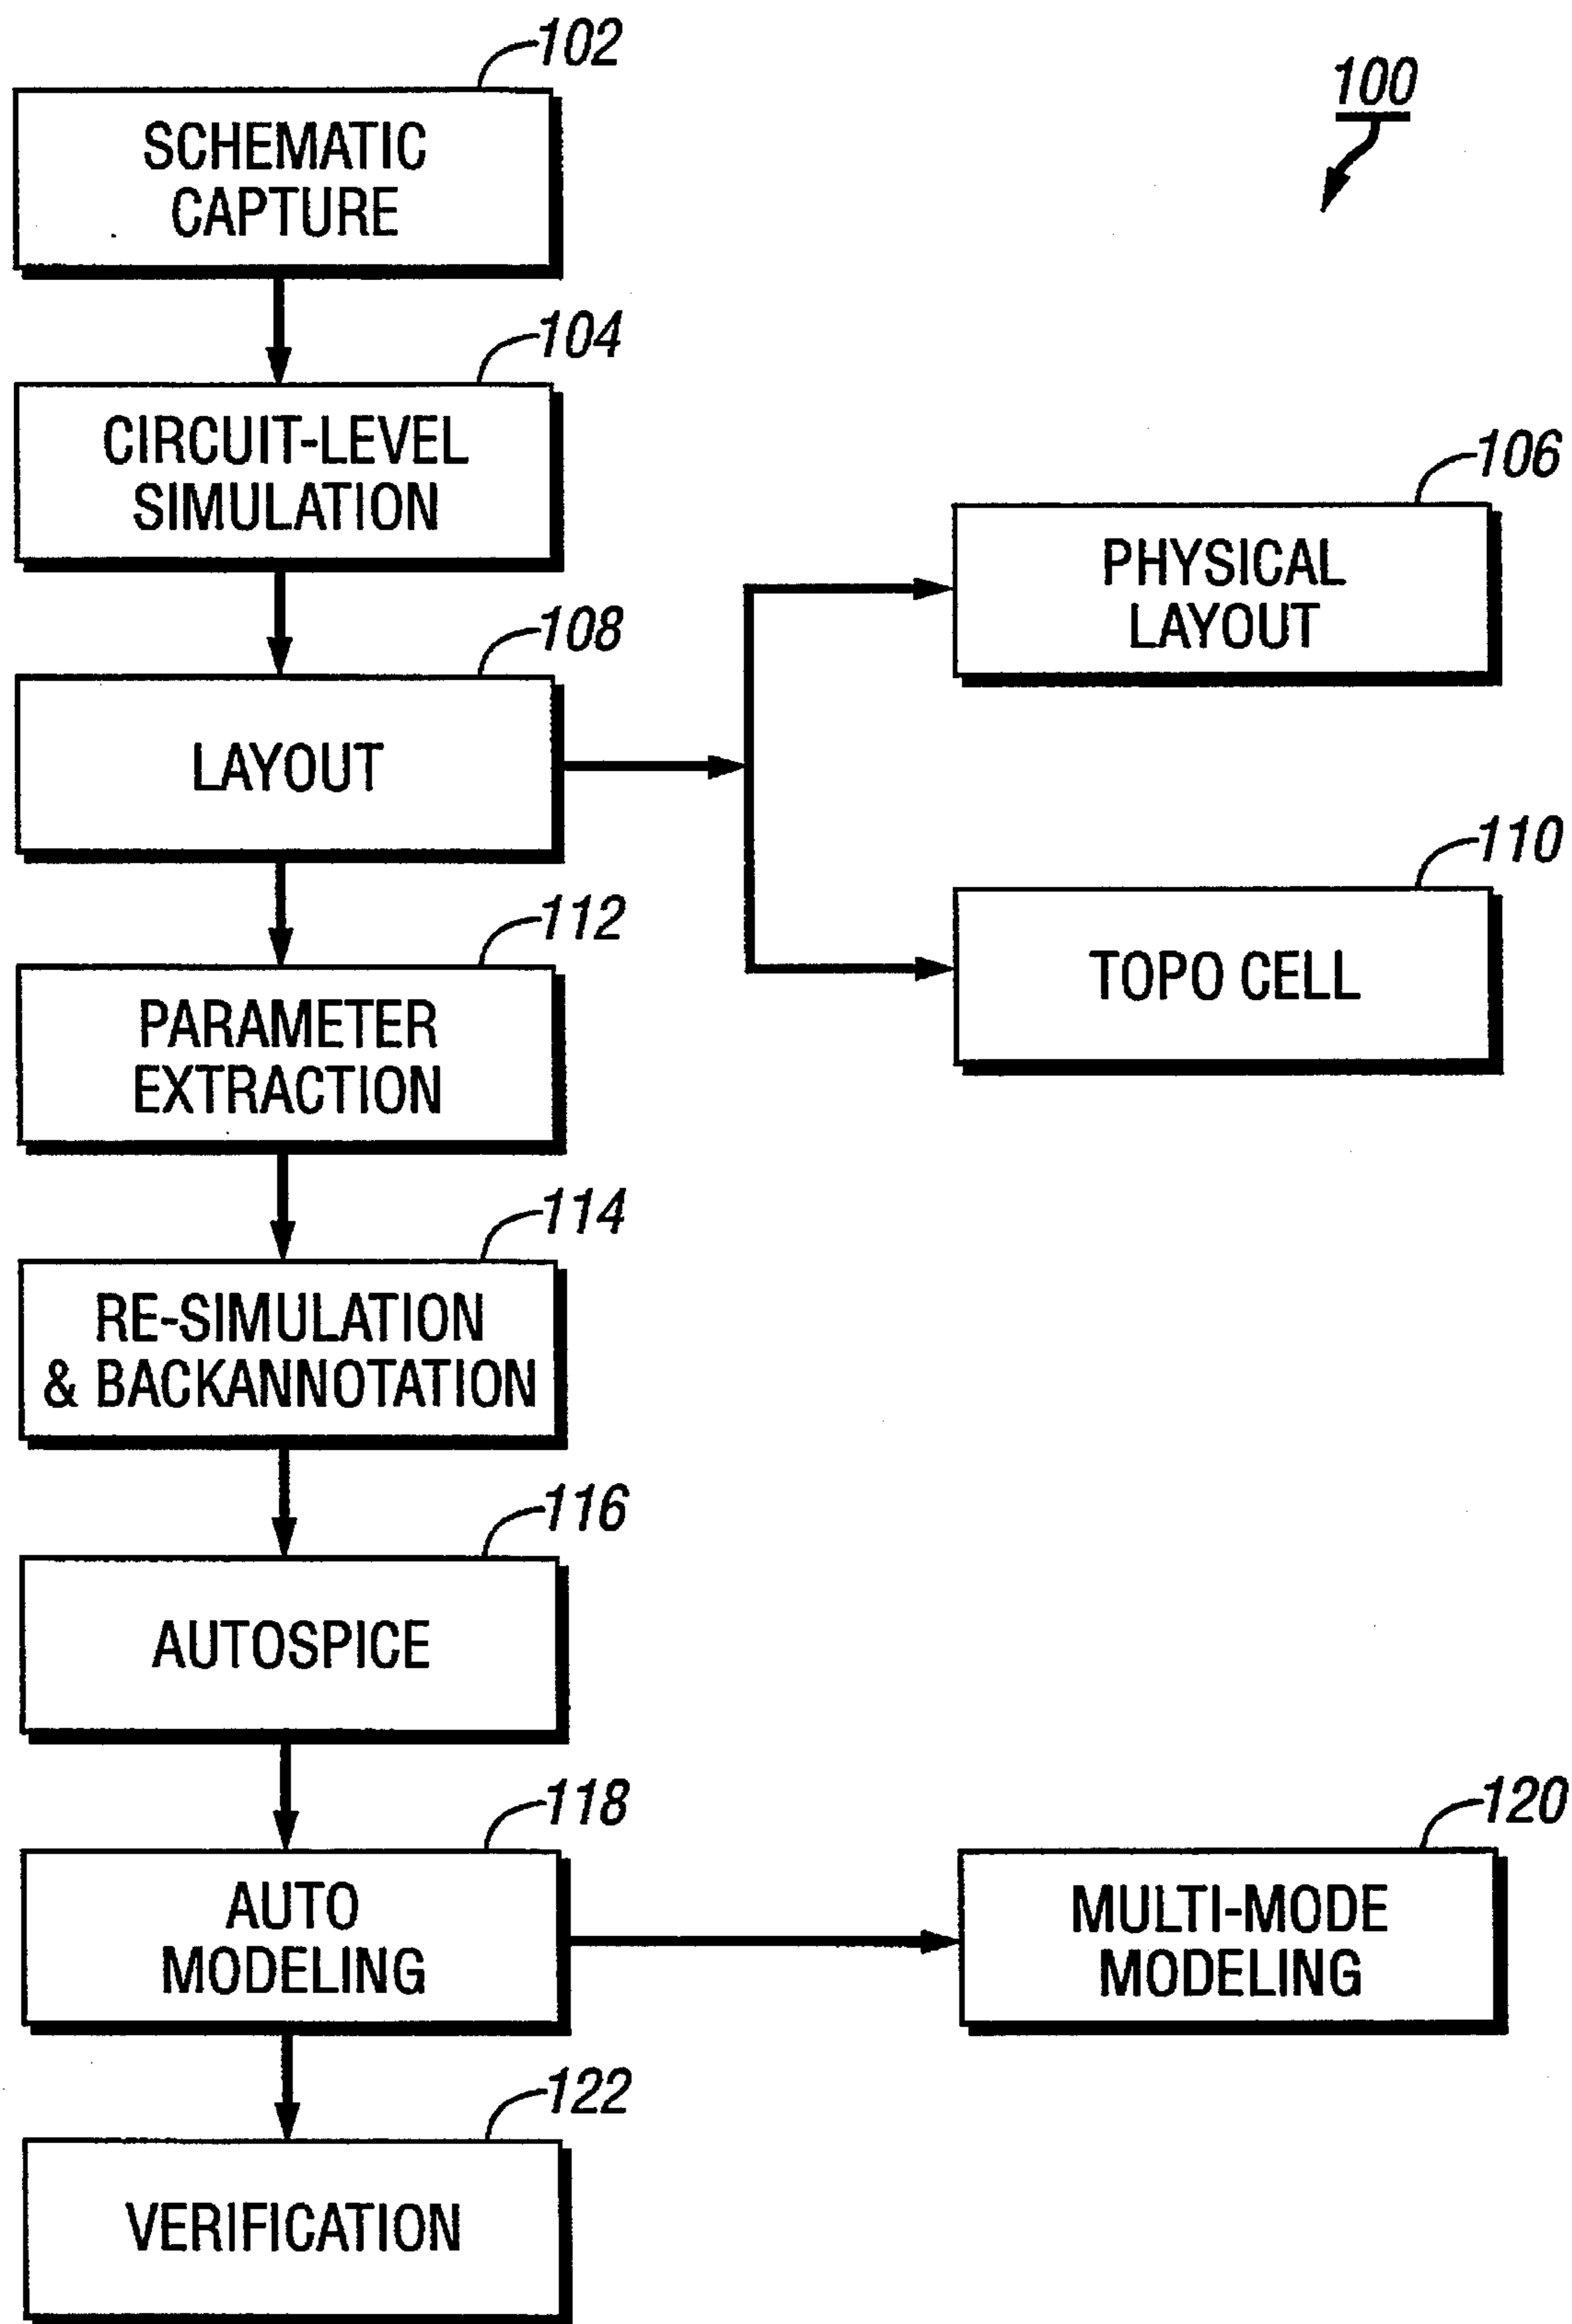 102
100
SCHEMATIC
CAPTURE
104
CIRCUIT-LEVEL
SIMULATION
106
PHYSICAL
LAYOUT
108
LAYOUT
110
TOPO CELL
112
PARAMETER
EXTRACTION
114
RE-SIMULATION
& BACKANNOTATION
116
AUTOSPICE
118
AUTO
MODELING
120
MULTI-MODE
MODELING
122
VERIFICATION